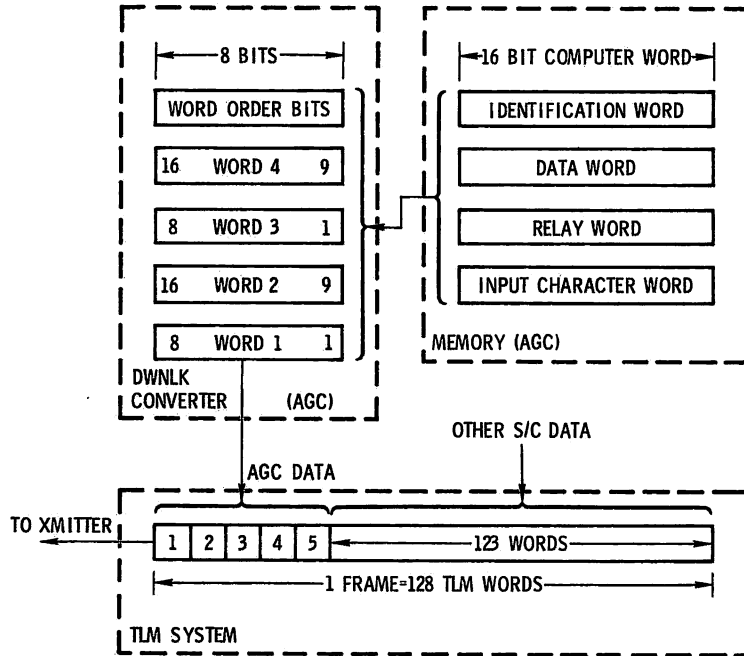 8 BITS
WORD ORDER BITS
16 WORD 4 9
8 WORD 3 1
16 WORD 2 9
8 WORD 1 1
DWNLK
CONVERTER (AGC)
16 BIT COMPUTER WORD
IDENTIFICATION WORD
DATA WORD
RELAY WORD
INPUT CHARACTER WORD
MEMORY (AGC)
OTHER S/C DATA
AGC DATA
TO XMITTER
1 2 3 4 5 123 WORDS
1 FRAME=128 TLM WORDS
TLM SYSTEM